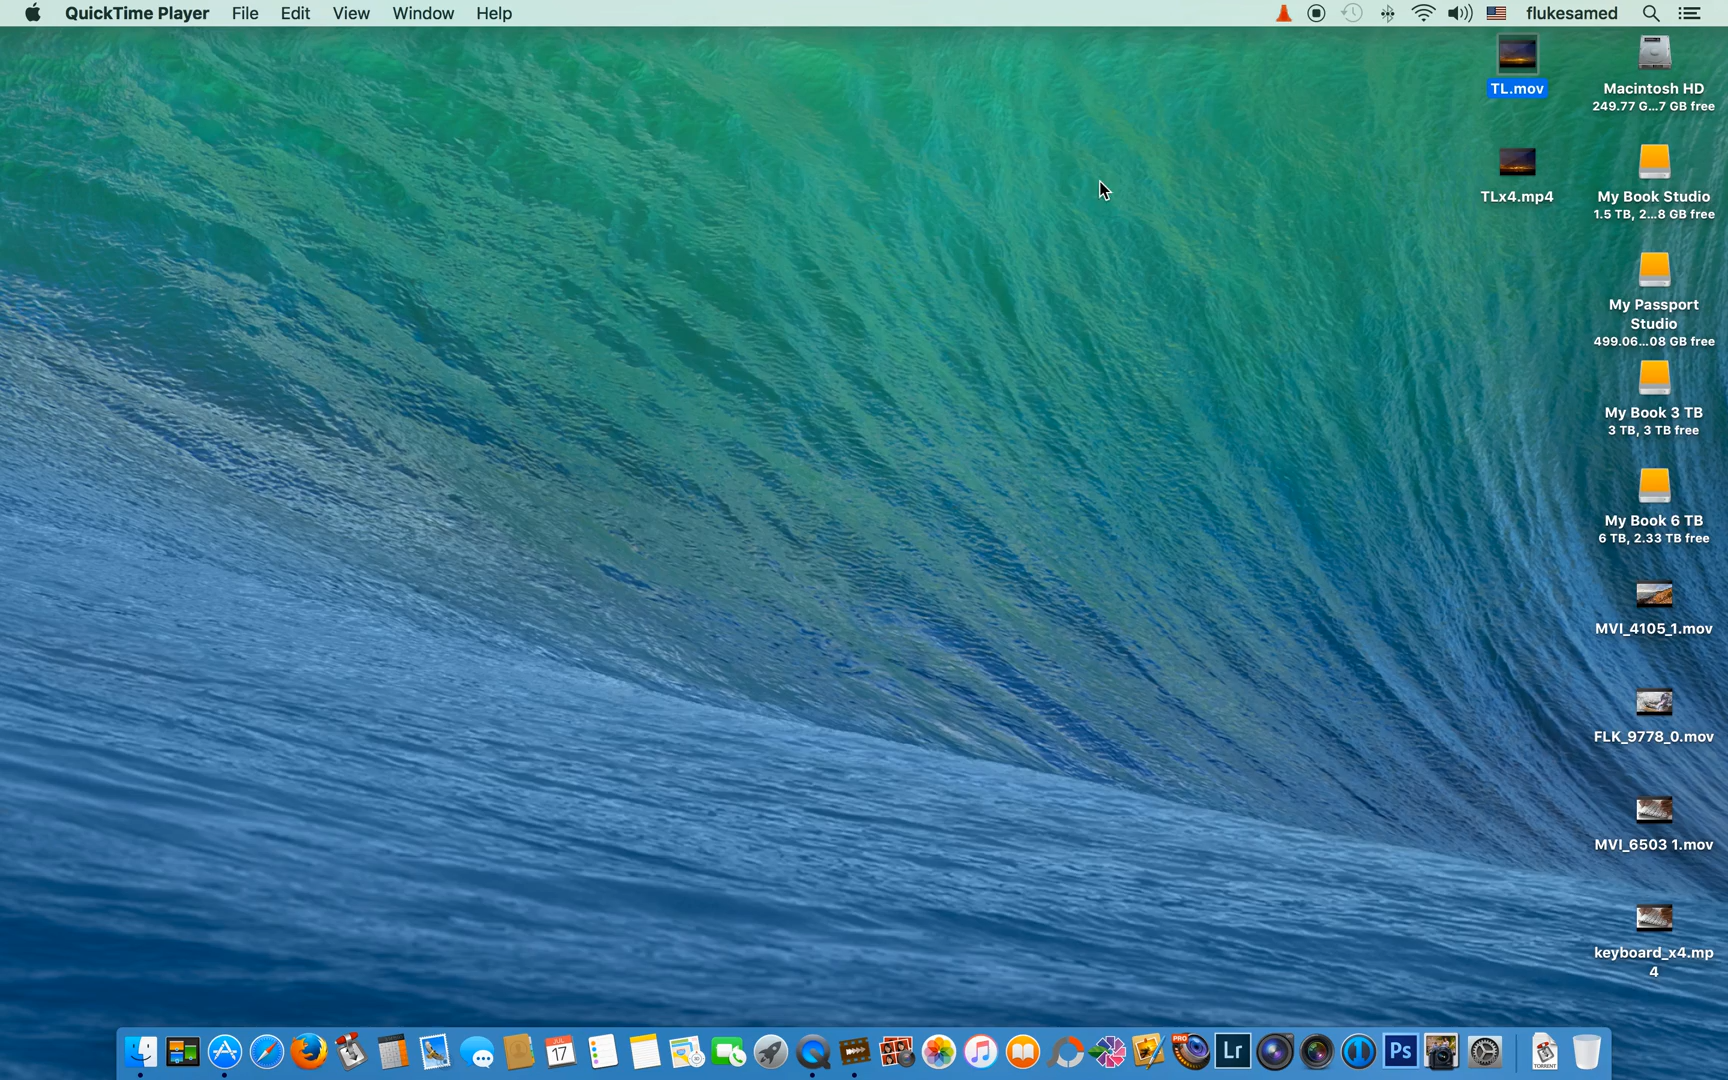 QuickTime Player File Edit View Window Help flukesamed
TL.mov
Macintosh HD
249.77 G...7 GB free
TLx4.mp4
My Book Studio
1.5 TB, 2...8 GB free
My Passport
Studio
499.06...08 GB free
My Book 3 TB
3 TB, 3 TB free
My Book 6 TB
6 TB, 2.33 TB free
MVI_4105_1.mov
FLK_9778_0.mov
MVI_6503 1.mov
keyboard_x4.mp
4
JUL
17
PRO
Lr
Ps
TORRENT